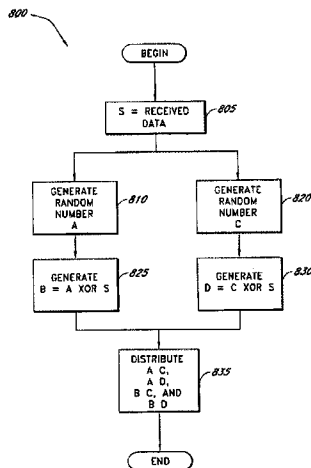 800
BEGIN
S = RECEIVED
DATA
805
GENERATE
RANDOM
NUMBER
A
810
GENERATE
RANDOM
NUMBER
C
820
GENERATE
B = A XOR S
825
GENERATE
D = C XOR S
830
DISTRIBUTE
A C,
A D,
B C, AND
B D
835
END